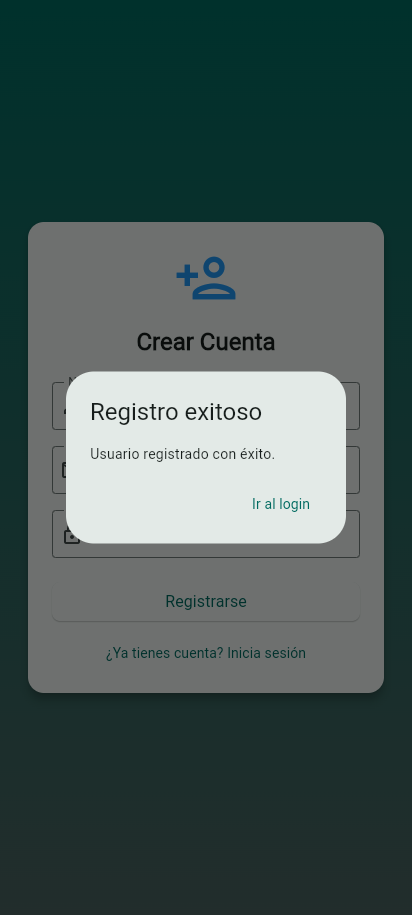 Crear Cuenta
Registro exitoso
Usuario registrado con éxito.
Ir al login
Registrarse
¿Ya tienes cuenta? Inicia sesión